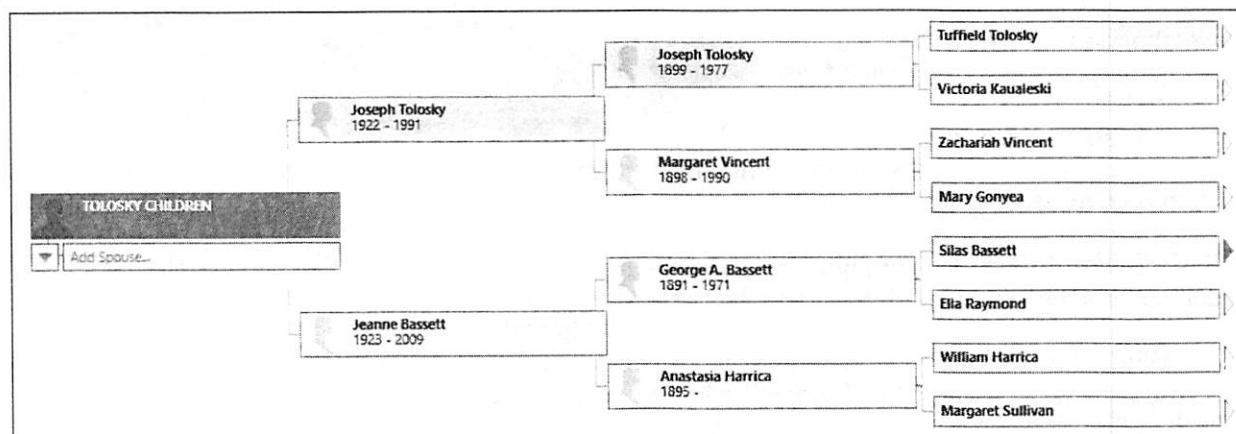 TOLOSKY CHILDREN
Add Spouse...
Joseph Tolosky
1922 - 1991
Jeanne Bassett
1923 - 2009
Joseph Tolosky
1899 - 1977
Margaret Vincent
1898 - 1990
George A. Bassett
1891 - 1971
Anastasia Harrica
1895 -
Tuffield Tolosky
Victoria Kaualeski
Zachariah Vincent
Mary Gonyea
Silas Bassett
Ella Raymond
William Harrica
Margaret Sullivan